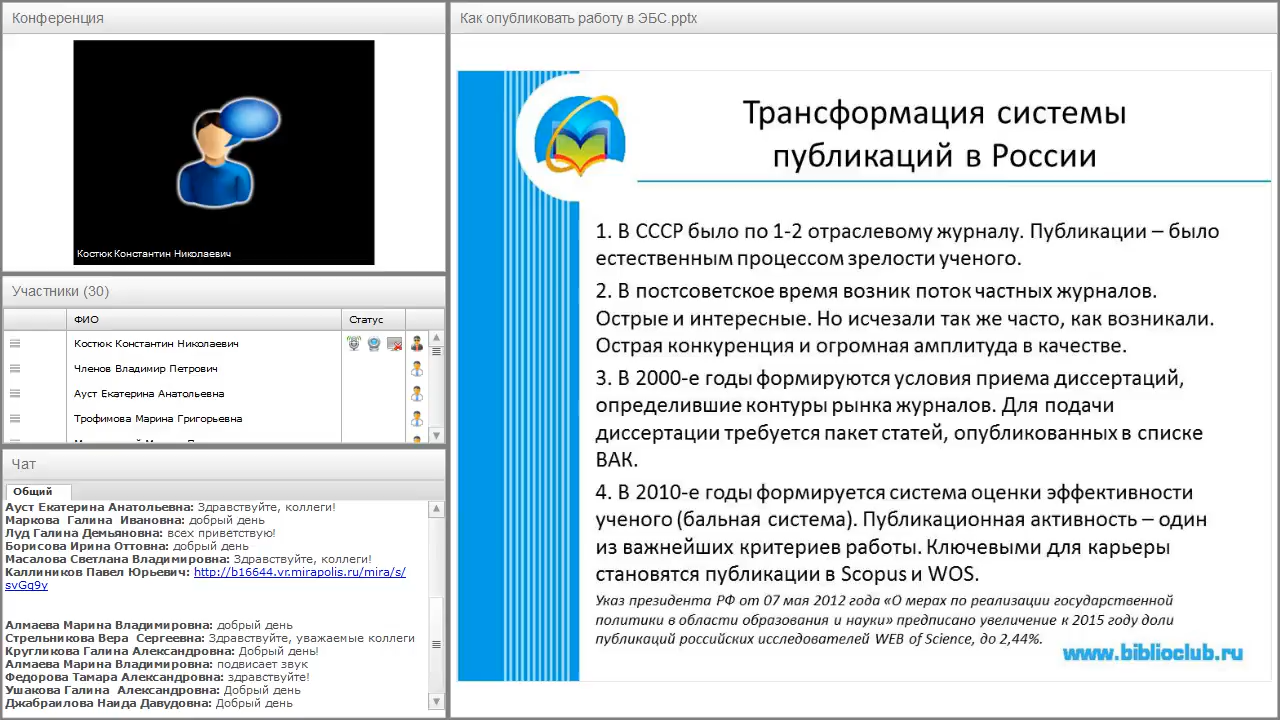 Конференция
Костюк Константин Николаевич
Участники (30)
ФИО Статус
Костюк Константин Николаевич
Членов Владимир Петрович
Ауст Екатерина Анатольевна
Трофимова Марина Григорьевна
Чат
Общий
Ауст Екатерина Анатольевна: Здравствуйте, коллеги!
Маркова Галина Ивановна: добрый день
Луд Галина Демьяновна: всех приветствую!
Борисова Ирина Оттовна: добрый день
Масалова Светлана Владимировна: Здравствуйте, коллеги!
Каллиников Павел Юрьевич: http://b16644.vr.mirapolis.ru/mira/s/
svGq9y
Алмаева Марина Владимировна: добрый день
Стрельникова Вера Сергеевна: Здравствуйте, уважаемые коллеги
Кругликова Галина Александровна: Добрый день!
Алмаева Марина Владимировна: подвисает звук
Федорова Тамара Александровна: здравствуйте!
Ушакова Галина Александровна: Добрый день
Джабраилова Наида Давудовна: Добрый день
Как опубликовать работу в ЭБС.pptx
Трансформация системы
публикаций в России
1. В СССР было по 1-2 отраслевому журналу. Публикации – было
естественным процессом зрелости ученого.
2. В постсоветское время возник поток частных журналов.
Острые и интересные. Но исчезали так же часто, как возникали.
Острая конкуренция и огромная амплитуда в качестве.
3. В 2000-е годы формируются условия приема диссертаций,
определившие контуры рынка журналов. Для подачи
диссертации требуется пакет статей, опубликованных в списке
ВАК.
4. В 2010-е годы формируется система оценки эффективности
ученого (бальная система). Публикационная активность – один
из важнейших критериев работы. Ключевыми для карьеры
становятся публикации в Scopus и WOS.
Указ президента РФ от 07 мая 2012 года «О мерах по реализации государственной
политики в области образования и науки» предписано увеличение к 2015 году доли
публикаций российских исследователей WEB of Science, до 2,44%.
www.biblioclub.ru